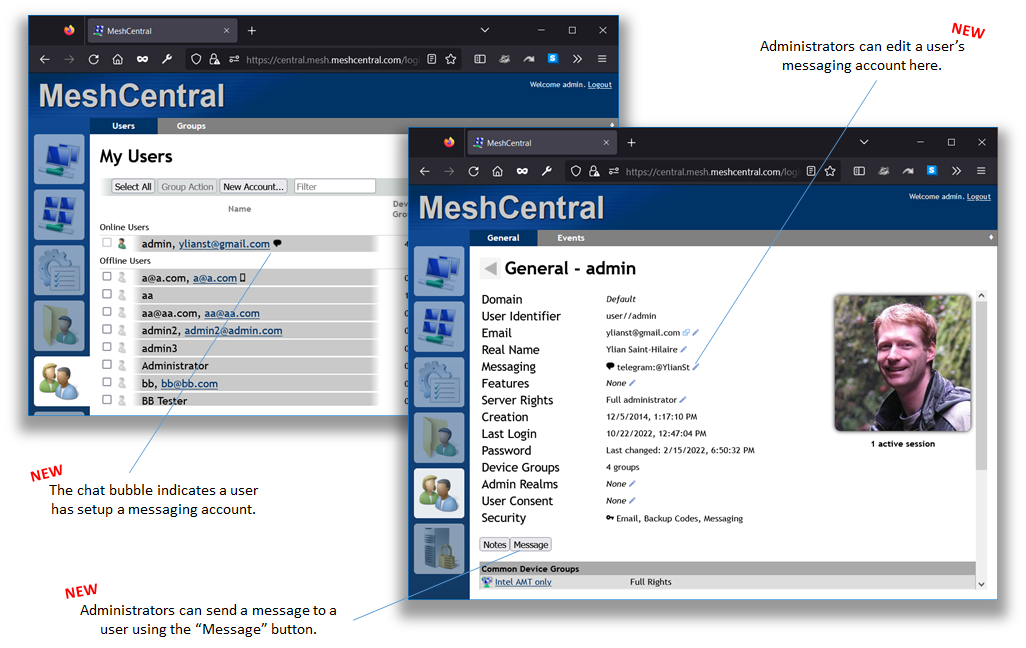 MeshCentral
https://central.mesh.meshcentral.com/log
MeshCentral
Welcome admin. Logout
Users Groups
My Users
Select All Group Action New Account... Filter
Name
Online Users
admin, ylianst@gmail.com
Offline Users
a@a.com, a@a.com
aa
aa@aa.com, aa@aa.com
admin2, admin2@admin.com
admin3
Administrator
bb, bb@bb.com
BB Tester
NEW
The chat bubble indicates a user
has setup a messaging account.
NEW
Administrators can edit a user's
messaging account here.
MeshCentral
https://central.mesh.meshcentral.com/log
MeshCentral
Welcome admin. Logout
General Events
General - admin
Domain Default
User Identifier user//admin
Email ylianst@gmail.com
Real Name Ylian Saint-Hilaire
Messaging telegram:@YlianSt
Features None
Server Rights Full administrator
Creation 12/5/2014, 1:17:10 PM
Last Login 10/22/2022, 12:47:04 PM
Password Last changed: 2/15/2022, 6:50:32 PM
Device Groups 4 groups
Admin Realms None
User Consent None
Security Email, Backup Codes, Messaging
1 active session
Notes Message
Common Device Groups
Intel AMT only Full Rights
NEW
Administrators can send a message to a
user using the “Message” button.